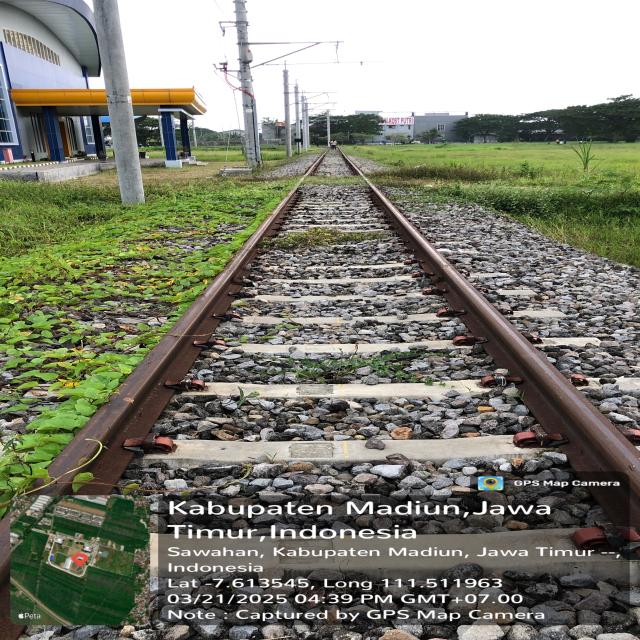 GPS Map Camera
Kabupaten Madiun,Jawa
Timur,Indonesia
Sawahan, Kabupaten Madiun, Jawa Timur --,
Indonesia
Lat -7.613545, Long 111.511963
03/21/2025 04:39 PM GMT+07.00
Note : Captured by GPS Map Camera
Peta